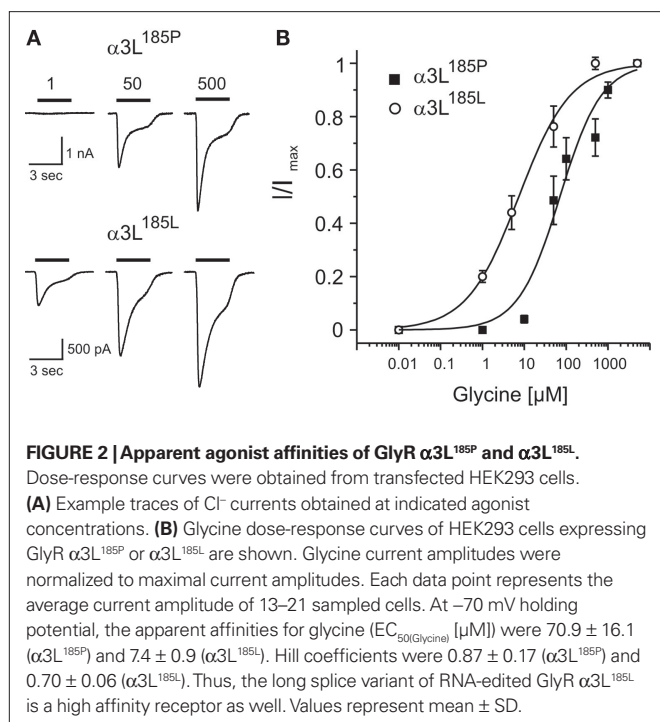 A
α3L¹⁸⁵ᴾ
1 50 500
1 nA
3 sec
α3L¹⁸⁵ᴸ
500 pA
3 sec
B
α3L¹⁸⁵ᴾ
α3L¹⁸⁵ᴸ
I/Imax
1
0.8
0.6
0.4
0.2
0
0.01 0.1 1 10 100 1000
Glycine [µM]
FIGURE 2 | Apparent agonist affinities of GlyR α3L¹⁸⁵ᴾ and α3L¹⁸⁵ᴸ.
Dose-response curves were obtained from transfected HEK293 cells.
(A) Example traces of Cl⁻ currents obtained at indicated agonist
concentrations. (B) Glycine dose-response curves of HEK293 cells expressing
GlyR α3L¹⁸⁵ᴾ or α3L¹⁸⁵ᴸ are shown. Glycine current amplitudes were
normalized to maximal current amplitudes. Each data point represents the
average current amplitude of 13–21 sampled cells. At –70 mV holding
potential, the apparent affinities for glycine (EC50(Glycine) [µM]) were 70.9 ± 16.1
(α3L¹⁸⁵ᴾ) and 7.4 ± 0.9 (α3L¹⁸⁵ᴸ). Hill coefficients were 0.87 ± 0.17 (α3L¹⁸⁵ᴾ) and
0.70 ± 0.06 (α3L¹⁸⁵ᴸ). Thus, the long splice variant of RNA-edited GlyR α3L¹⁸⁵ᴸ
is a high affinity receptor as well. Values represent mean ± SD.